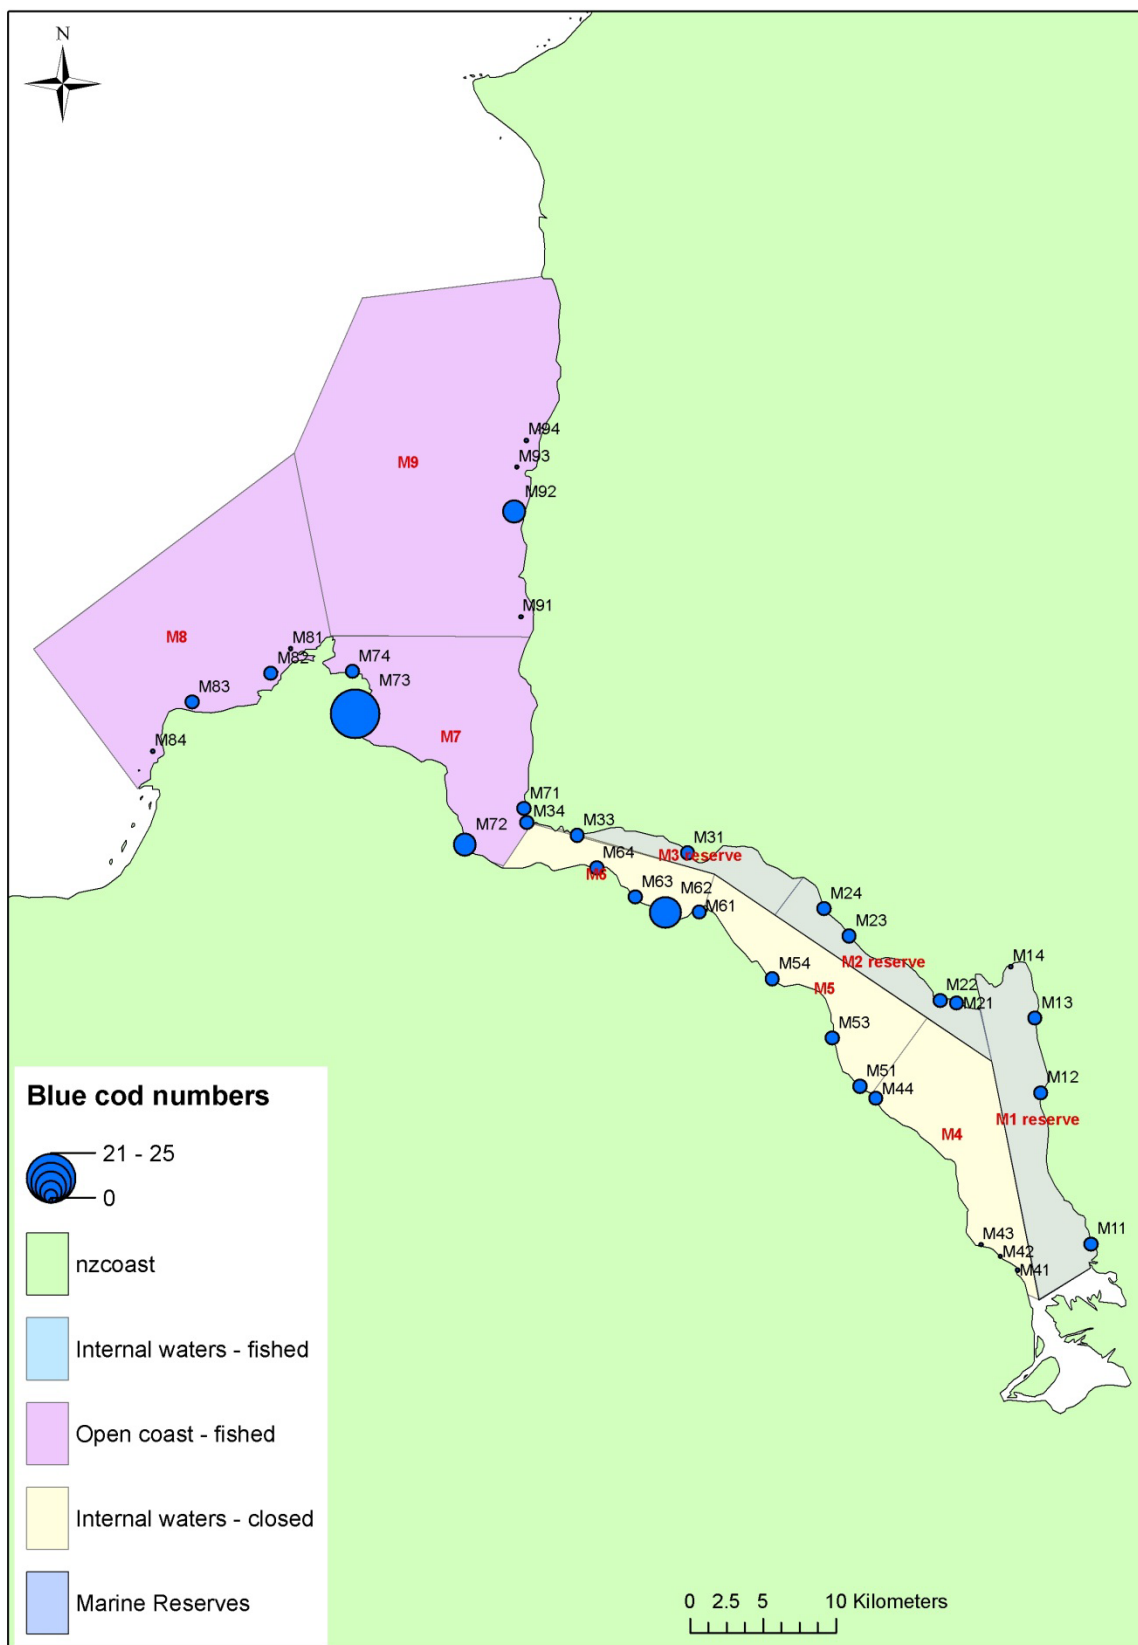 N
M94
M93
M9
M92
M91
M8
M81
M82
M74
M73
M83
M7
M84
M71
M34
M72
M33
M31
M3 reserve
M64
M6
M63
M62
M61
M24
M23
M2 reserve
M14
M54
M5
M22
M21
M13
M53
M51
M44
M12
M1 reserve
M4
M11
M43
M42
M41
Blue cod numbers
21 - 25
0
nzcoast
Internal waters - fished
Open coast - fished
Internal waters - closed
Marine Reserves
0 2.5 5 10 Kilometers